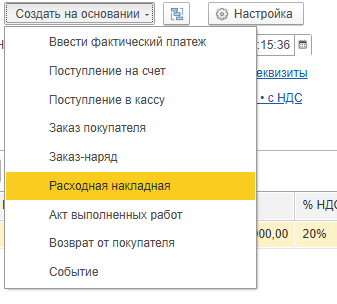 Создать на основании
Настройка
:15:36
Ввести фактический платеж
еквизиты
Поступление на счет
• с НДС
Поступление в кассу
Заказ покупателя
Заказ-наряд
Расходная накладная
% НДС
Акт выполненных работ
000,00 20%
Возврат от покупателя
Событие